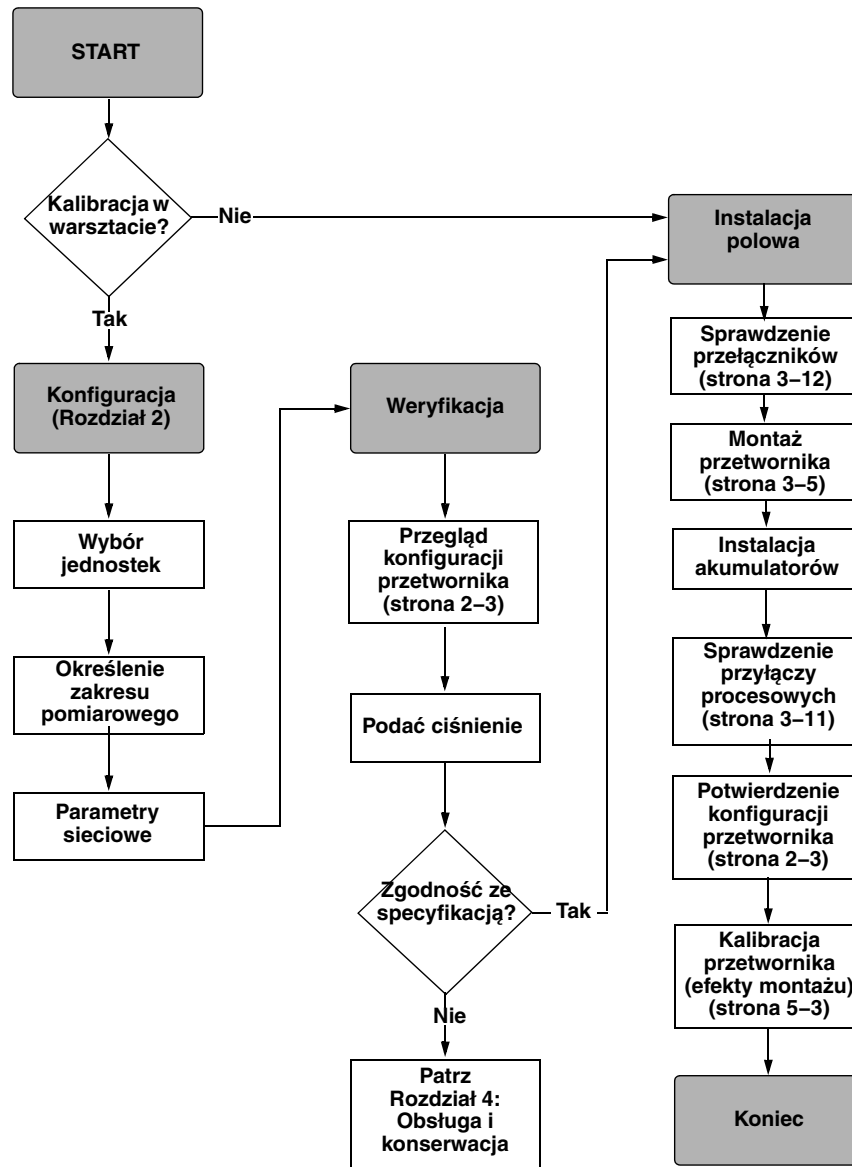 START
Kalibracja w
warsztacie?
Nie
Tak
Konfiguracja
(Rozdział 2)
Wybór
jednostek
Określenie
zakresu
pomiarowego
Parametry
sieciowe
Weryfikacja
Przegląd
konfiguracji
przetwornika
(strona 2–3)
Podać ciśnienie
Zgodność ze
specyfikacją?
Tak
Nie
Patrz
Rozdział 4:
Obsługa i
konserwacja
Instalacja
polowa
Sprawdzenie
przełączników
(strona 3–12)
Montaż
przetwornika
(strona 3–5)
Instalacja
akumulatorów
Sprawdzenie
przyłączy
procesowych
(strona 3–11)
Potwierdzenie
konfiguracji
przetwornika
(strona 2–3)
Kalibracja
przetwornika
(efekty montażu)
(strona 5–3)
Koniec